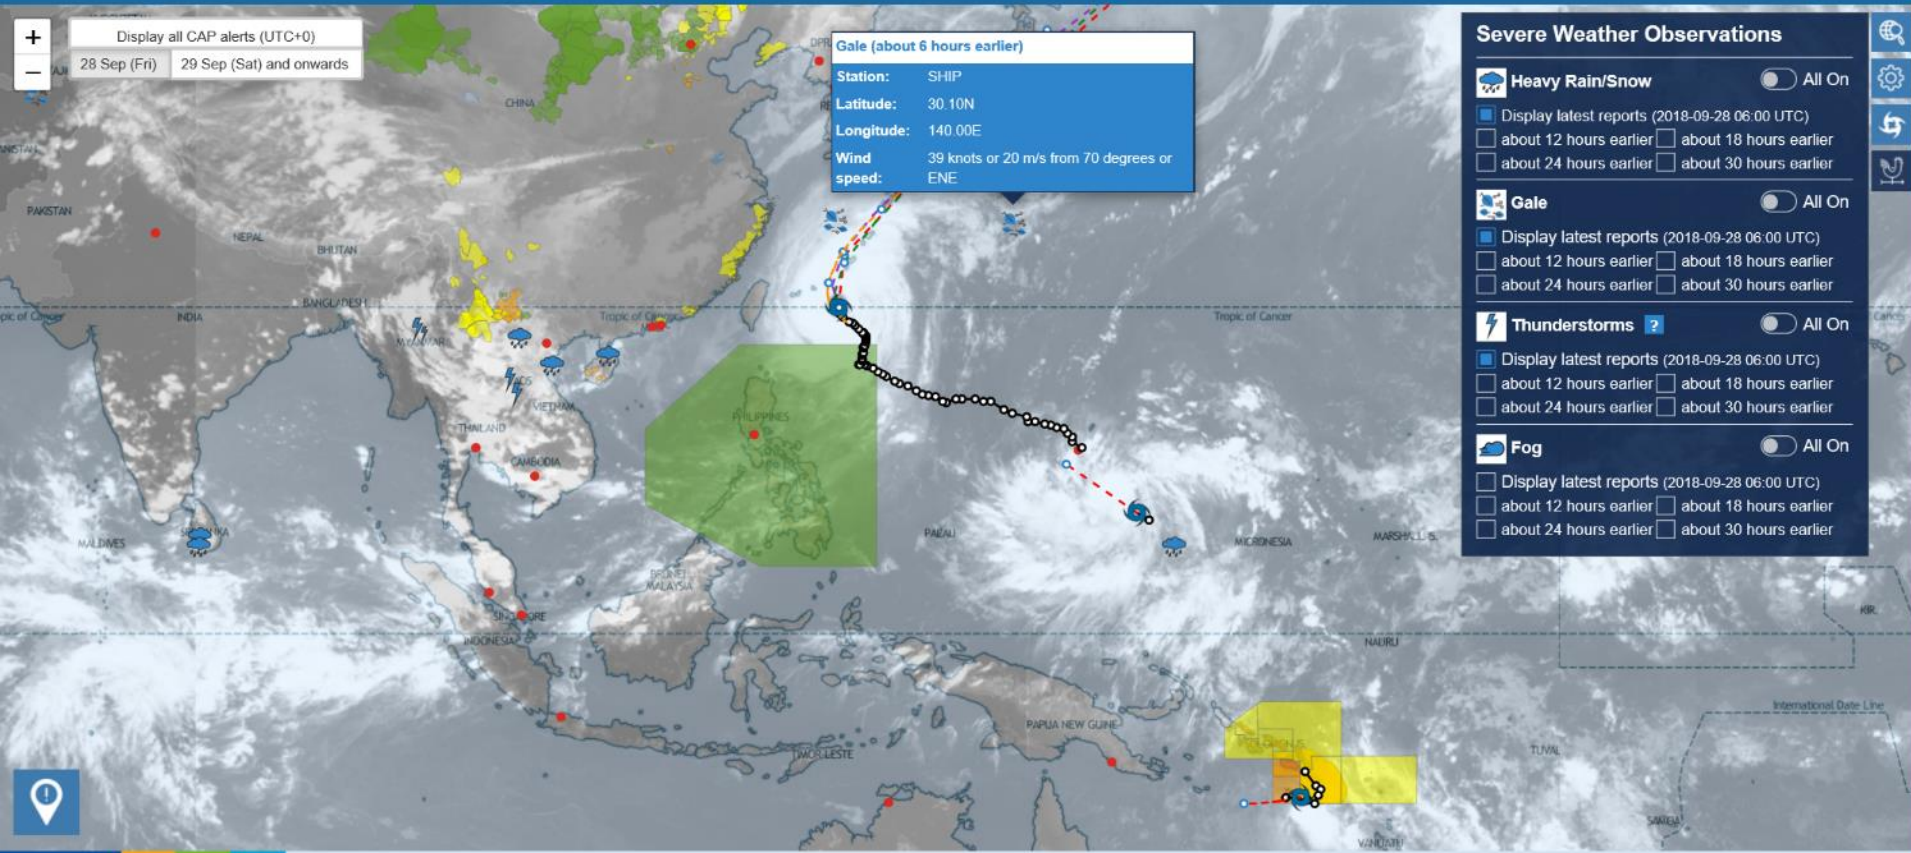 +
−
Display all CAP alerts (UTC+0)
28 Sep (Fri)
29 Sep (Sat) and onwards
Gale (about 6 hours earlier)
Station: SHIP
Latitude: 30.10N
Longitude: 140.00E
Wind speed: 39 knots or 20 m/s from 70 degrees or ENE
Severe Weather Observations
Heavy Rain/Snow All On
Display latest reports (2018-09-28 06:00 UTC)
about 12 hours earlier about 18 hours earlier
about 24 hours earlier about 30 hours earlier
Gale All On
Display latest reports (2018-09-28 06:00 UTC)
about 12 hours earlier about 18 hours earlier
about 24 hours earlier about 30 hours earlier
Thunderstorms ? All On
Display latest reports (2018-09-28 06:00 UTC)
about 12 hours earlier about 18 hours earlier
about 24 hours earlier about 30 hours earlier
Fog All On
Display latest reports (2018-09-28 06:00 UTC)
about 12 hours earlier about 18 hours earlier
about 24 hours earlier about 30 hours earlier
CHINA
PAKISTAN
NEPAL
BHUTAN
BANGLADESH
INDIA
Tropic of Cancer
Tropic of Cancer
MYANMAR
VIETNAM
THAILAND
CAMBODIA
PHILIPPINES
MALDIVES
PALAU
MICRONESIA
MARSHALL IS.
BRUNEI
MALAYSIA
INDONESIA
NAURU
KIR.
PAPUA NEW GUINE
International Date Line
TIMOR-LESTE
TUVAL
SAMOA
VANUATU